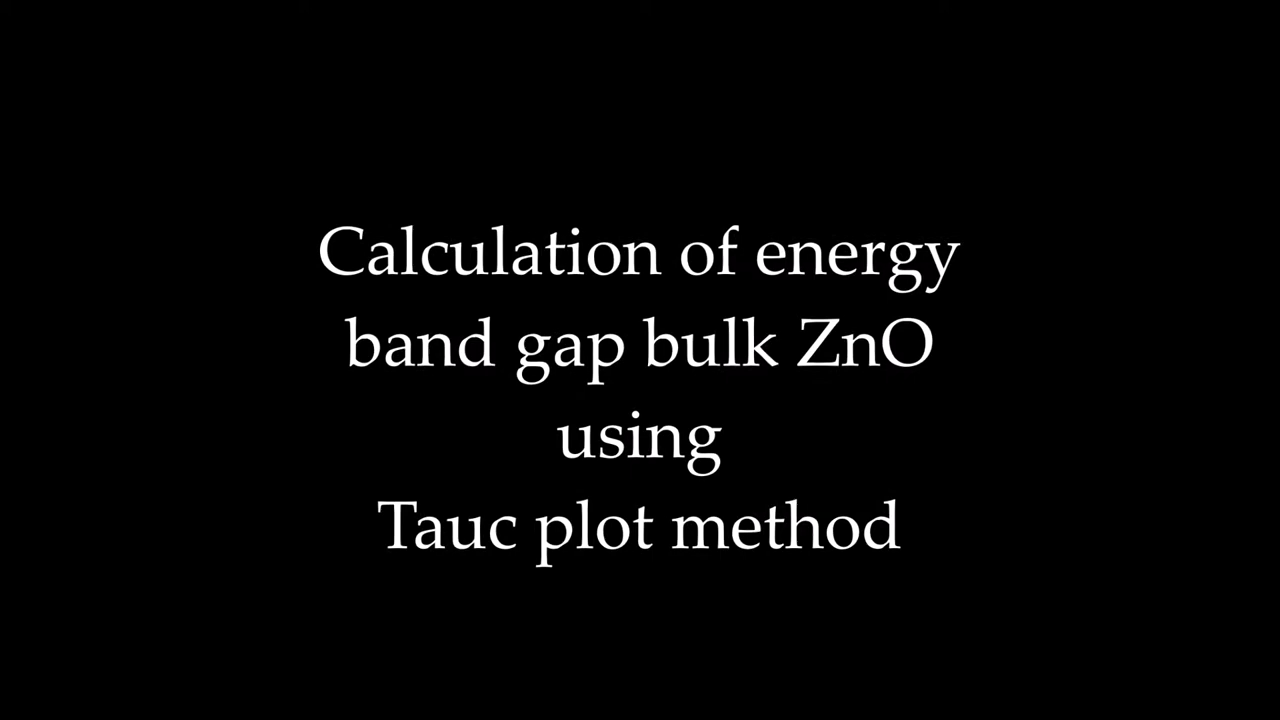 Calculation of energy
band gap bulk ZnO
using
Tauc plot method